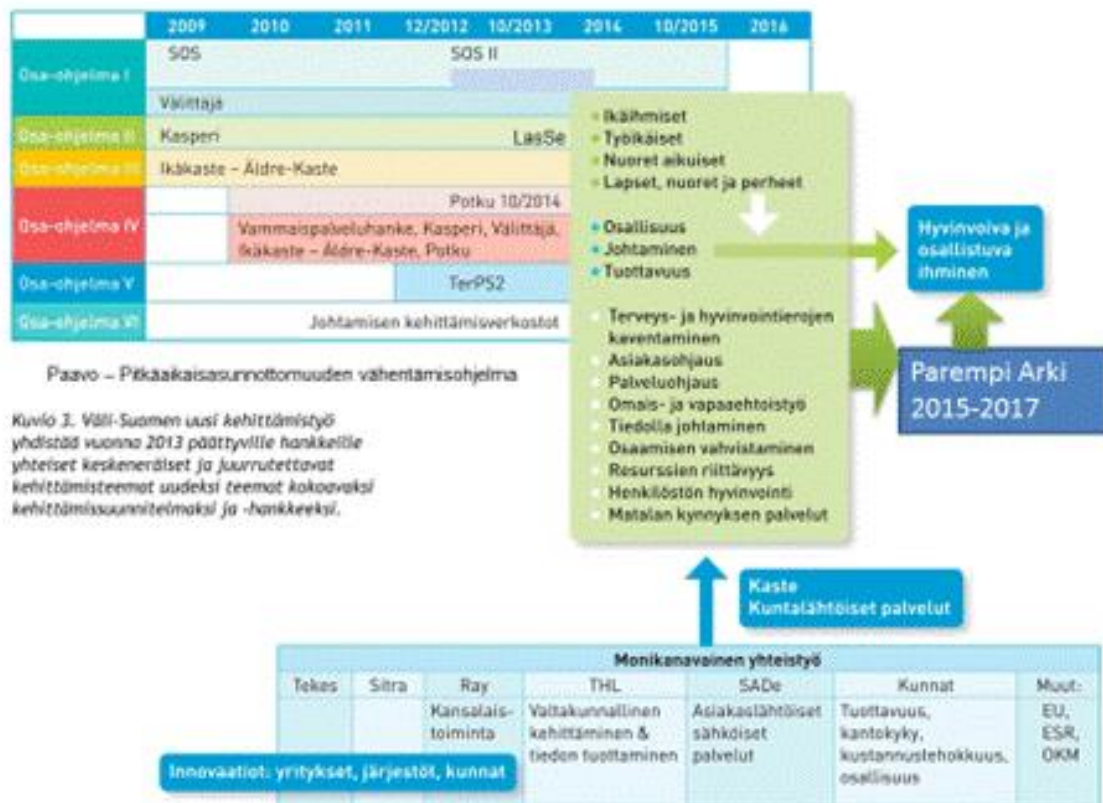 2009 2010 2011 12/2012 10/2013 2014 10/2015 2016
Osa-ohjelma I
SOS
SOS II
Välittäjä
Osa-ohjelma II
Kasperi
LasSe
Osa-ohjelma III
Ikäkaste – Äldre-Kaste
Osa-ohjelma IV
Potku 10/2014
Vammaispalveluhanke, Kasperi, Välittäjä,
Ikäkaste – Äldre-Kaste, Potku
Osa-ohjelma V
TerPS2
Osa-ohjelma VI
Johtamisen kehittämisverkostot
Paavo – Pitkäaikaisasunnottomuuden vähentämisohjelma
Kuvio 3. Väli-Suomen uusi kehittämistyö
yhdistää vuonna 2013 päättyville hankkeille
yhteiset keskeneräiset ja juurrutettavat
kehittämisteemat uudeksi teemat kokoavaksi
kehittämissuunnitelmaksi ja -hankkeeksi.
Ikäihmiset
Työikäiset
Nuoret aikuiset
Lapset, nuoret ja perheet
Osallisuus
Johtaminen
Tuottavuus
Terveys- ja hyvinvointierojen
kaventaminen
Asiakasohjaus
Palveluohjaus
Omais- ja vapaaehtoistyö
Tiedolla johtaminen
Osaamisen vahvistaminen
Resurssien riittävyys
Henkilöstön hyvinvointi
Matalan kynnyksen palvelut
Hyvinvoiva ja
osallistuva
ihminen
Parempi Arki
2015-2017
Kaste
Kuntalähtöiset palvelut
Monikanavainen yhteistyö
Tekes Sitra Ray THL SADe Kunnat Muut:
Kansalais-
toiminta
Valtakunnallinen
kehittäminen &
tiedon tuottaminen
Asiakaslähtöiset
sähköiset
palvelut
Tuottavuus,
kantokyky,
kustannustehokkuus,
osallisuus
EU,
ESR,
OKM
Innovaatiot: yritykset, järjestöt, kunnat